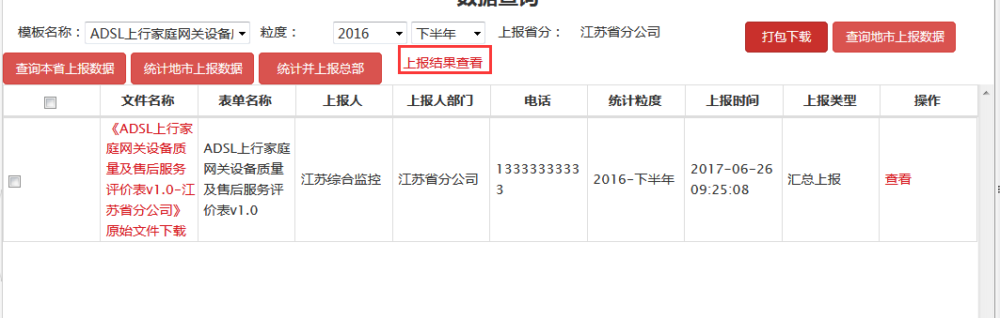 数据查询
模板名称： ADSL上行家庭网关设备 粒度： 2016 下半年 上报省分： 江苏省分公司 打包下载 查询地市上报数据
查询本省上报数据 统计地市上报数据 统计并上报总部 上报结果查看
文件名称 表单名称 上报人 上报人部门 电话 统计粒度 上报时间 上报类型 操作
《ADSL上行家
庭网关设备质
量及售后服务
评价表v1.0-江
苏省分公司》
原始文件下载
ADSL上行家庭
网关设备质量
及售后服务评
价表v1.0
江苏综合监控
江苏省分公司
1333333333
3
2016-下半年
2017-06-26
09:25:08
汇总上报
查看